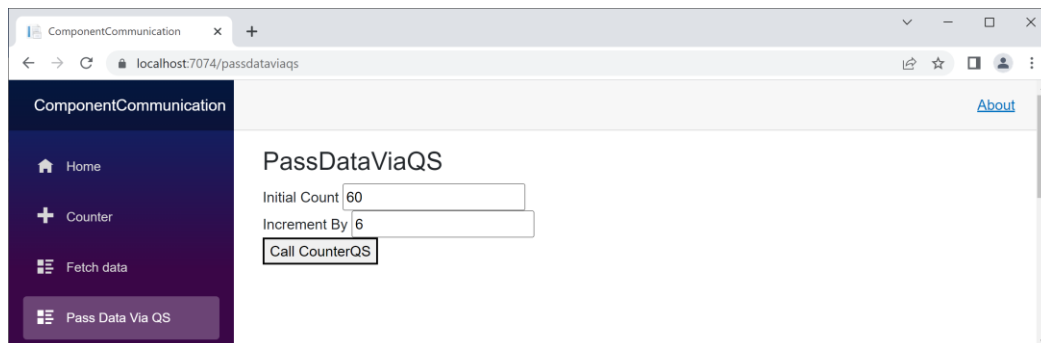 ComponentCommunication
localhost:7074/passdataviaqs
ComponentCommunication
About
Home
Counter
Fetch data
Pass Data Via QS
PassDataViaQS
Initial Count 60
Increment By 6
Call CounterQS